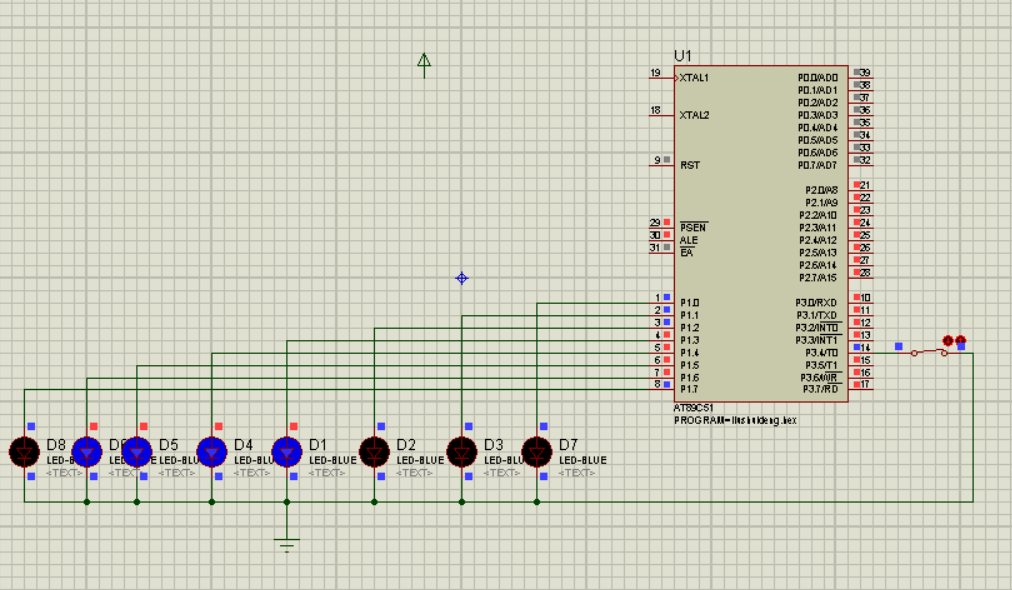 U1
19 XTAL1
18 XTAL2
9 RST
29 PSEN
30 ALE
31 EA
1 P1.0
2 P1.1
3 P1.2
4 P1.3
5 P1.4
6 P1.5
7 P1.6
8 P1.7
P0.0/AD0 39
P0.1/AD1 38
P0.2/AD2 37
P0.3/AD3 36
P0.4/AD4 35
P0.5/AD5 34
P0.6/AD6 33
P0.7/AD7 32
P2.0/A8 21
P2.1/A9 22
P2.2/A10 23
P2.3/A11 24
P2.4/A12 25
P2.5/A13 26
P2.6/A14 27
P2.7/A15 28
P3.0/RXD 10
P3.1/TXD 11
P3.2/INT0 12
P3.3/INT1 13
P3.4/T0 14
P3.5/T1 15
P3.6/WR 16
P3.7/RD 17
AT89C51
PROGRAM=liushuideng.hex
D8
LED-B
<TEXT>
D6
LED-B
<TEXT>
D5
LED-BLU
<TEXT>
D4
LED-BLUE
<TEXT>
D1
LED-BLUE
<TEXT>
D2
LED-BLUE
<TEXT>
D3
LED-BLU
<TEXT>
D7
LED-BLUE
<TEXT>